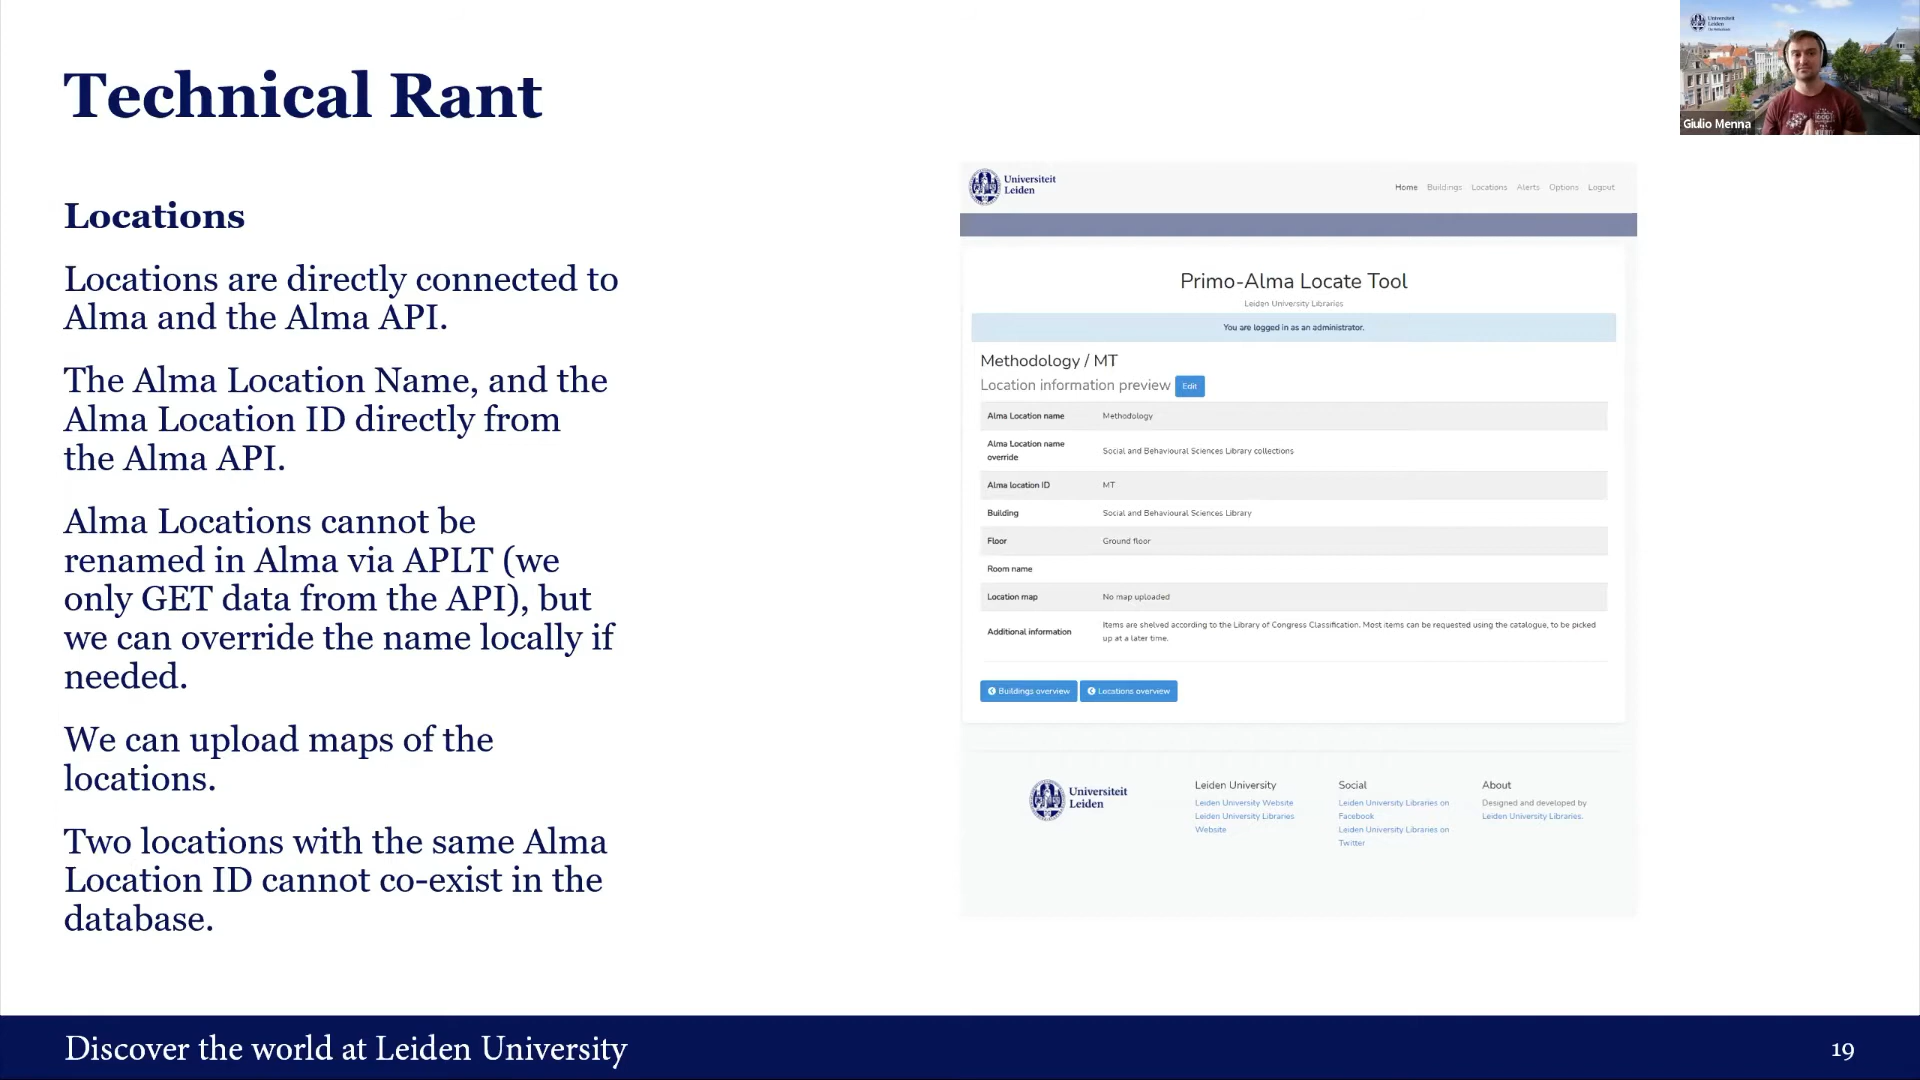 Technical Rant
Locations
Locations are directly connected to
Alma and the Alma API.
The Alma Location Name, and the
Alma Location ID directly from
the Alma API.
Alma Locations cannot be
renamed in Alma via APLT (we
only GET data from the API), but
we can override the name locally if
needed.
We can upload maps of the
locations.
Two locations with the same Alma
Location ID cannot co-exist in the
database.
Universiteit
Leiden
Giulio Menna
Universiteit
Leiden
Home Buildings Locations Alerts Options Logout
Primo-Alma Locate Tool
Leiden University Libraries
You are logged in as an administrator.
Methodology / MT
Location information preview Edit
Alma Location name Methodology
Alma Location name
override
Social and Behavioural Sciences Library collections
Alma location ID MT
Building Social and Behavioural Sciences Library
Floor Ground floor
Room name
Location map No map uploaded
Additional information
Items are shelved according to the Library of Congress Classification. Most items can be requested using the catalogue, to be picked
up at a later time.
Buildings overview Locations overview
Universiteit
Leiden
Leiden University
Leiden University Website
Leiden University Libraries
Website
Social
Leiden University Libraries on
Facebook
Leiden University Libraries on
Twitter
About
Designed and developed by
Leiden University Libraries.
Discover the world at Leiden University
19